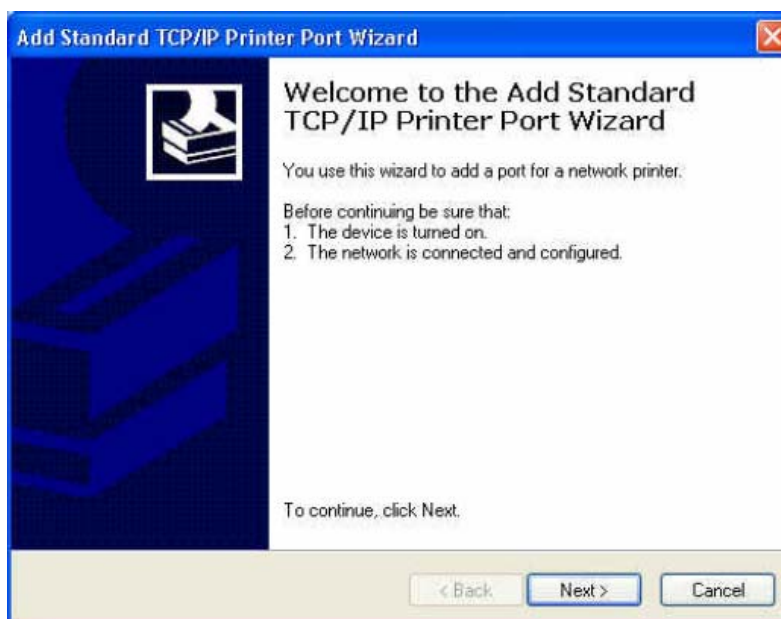 Add Standard TCP/IP Printer Port Wizard
Welcome to the Add Standard
TCP/IP Printer Port Wizard
You use this wizard to add a port for a network printer.
Before continuing be sure that:
1. The device is turned on.
2. The network is connected and configured.
To continue, click Next.
< Back
Next >
Cancel